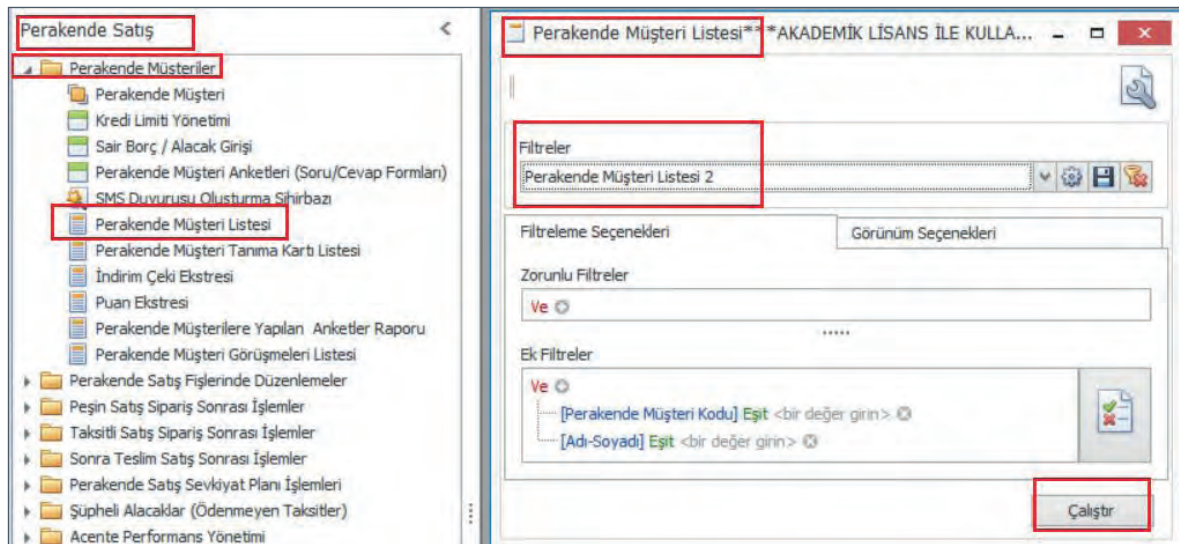 Perakende Satış
Perakende Müşteriler
Perakende Müşteri
Kredi Limiti Yönetimi
Sair Borç / Alacak Girişi
Perakende Müşteri Anketleri (Soru/Cevap Formları)
SMS Duyurusu Oluşturma Sihirbazı
Perakende Müşteri Listesi
Perakende Müşteri Tanıma Kartı Listesi
İndirim Çeki Ekstresi
Puan Ekstresi
Perakende Müşterilere Yapılan Anketler Raporu
Perakende Müşteri Görüşmeleri Listesi
Perakende Satış Fişlerinde Düzenlemeler
Peşin Satış Sipariş Sonrası İşlemler
Taksitli Satış Sipariş Sonrası İşlemler
Sonra Teslim Satış Sonrası İşlemler
Perakende Satış Sevkiyat Planı İşlemleri
Şüpheli Alacaklar (Ödenmeyen Taksitler)
Acente Performans Yönetimi
Perakende Müşteri Listesi***AKADEMİK LİSANS İLE KULLA...
Filtreler
Perakende Müşteri Listesi 2
Filtreleme Seçenekleri
Görünüm Seçenekleri
Zorunlu Filtreler
Ve
Ek Filtreler
Ve
[Perakende Müşteri Kodu] Eşit <bir değer girin>
[Adı-Soyadı] Eşit <bir değer girin>
Çalıştır